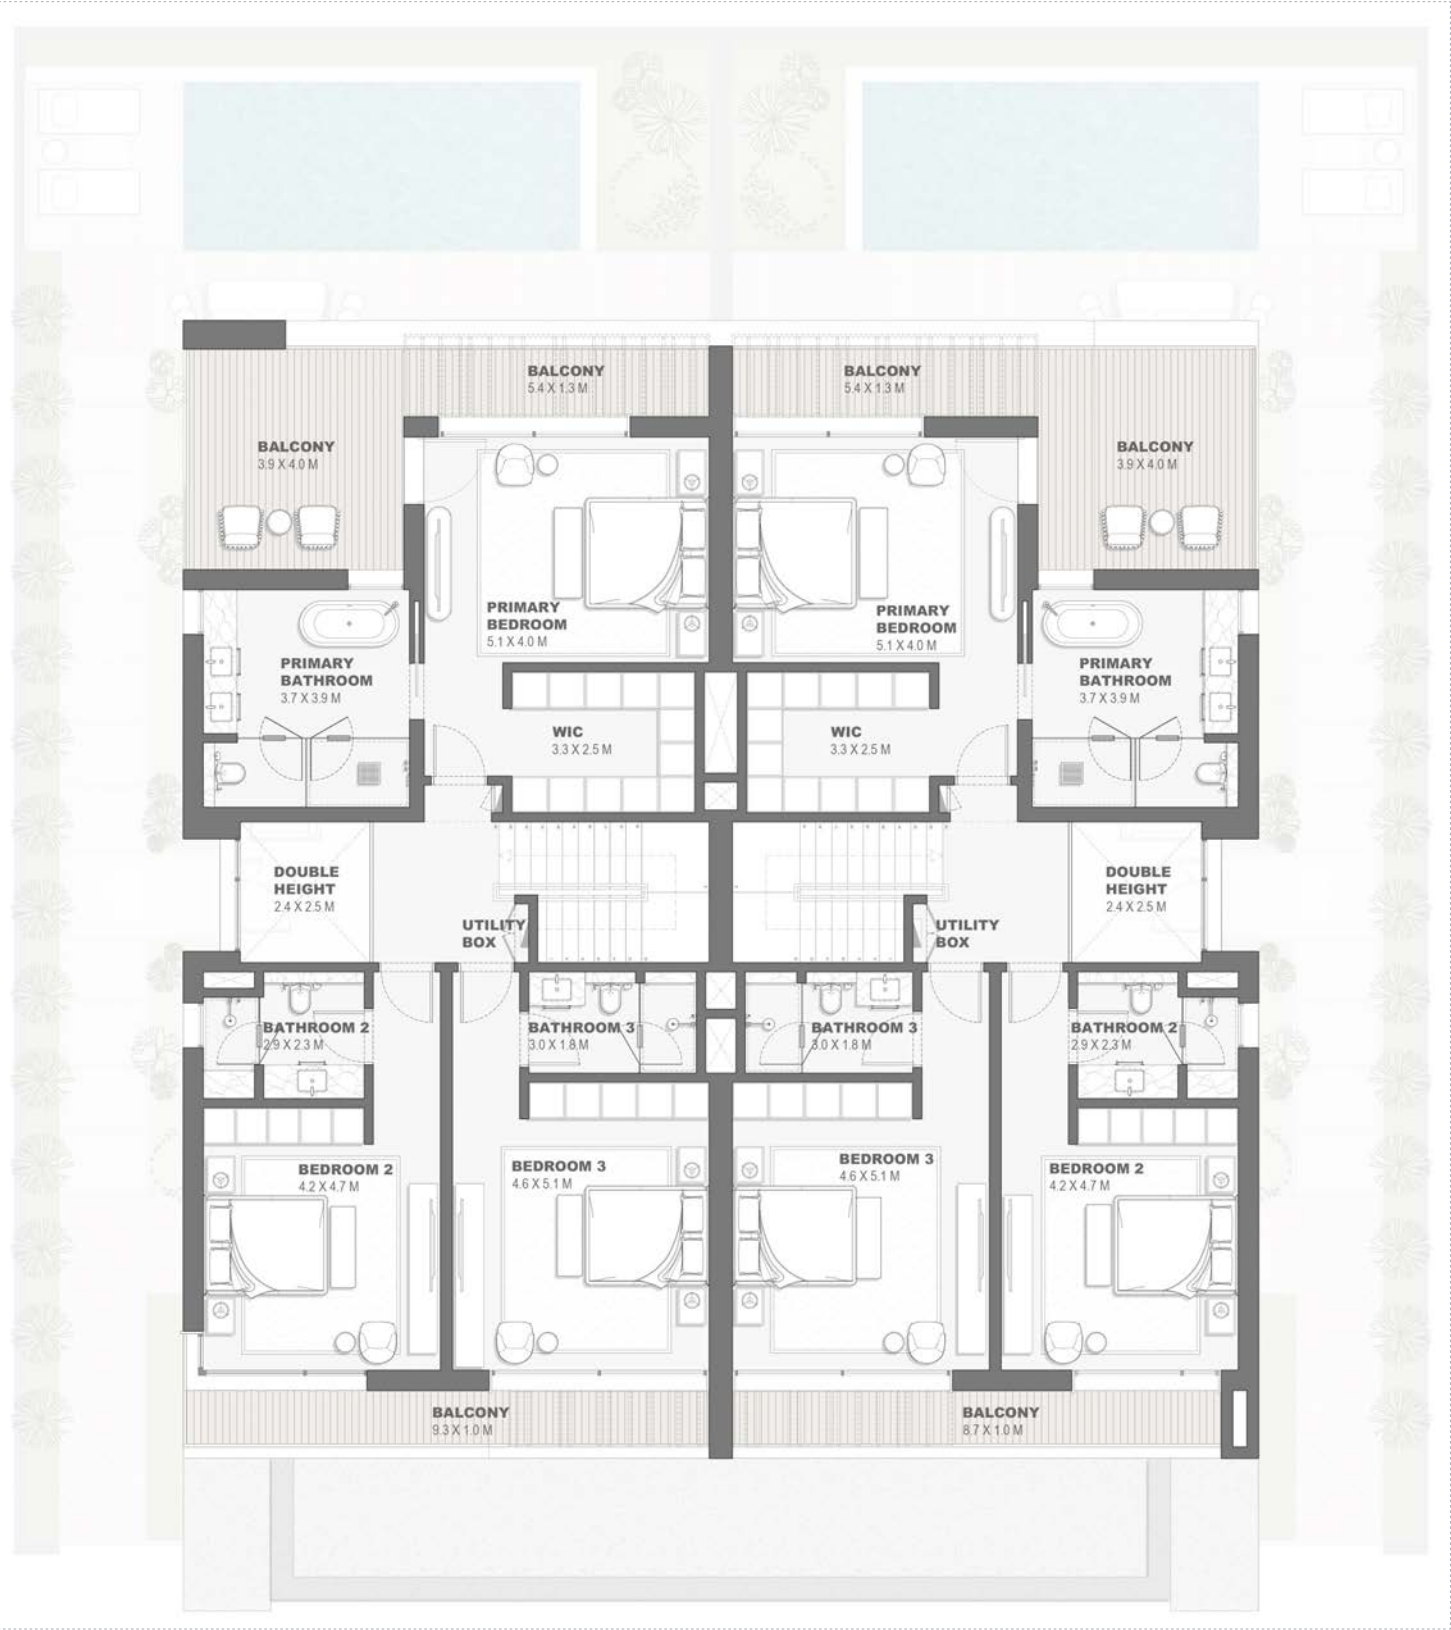 BALCONY
5.4 X 1.3 M
BALCONY
5.4 X 1.3 M
BALCONY
3.9 X 4.0 M
BALCONY
3.9 X 4.0 M
PRIMARY
BEDROOM
5.1 X 4.0 M
PRIMARY
BEDROOM
5.1 X 4.0 M
PRIMARY
BATHROOM
3.7 X 3.9 M
PRIMARY
BATHROOM
3.7 X 3.9 M
WIC
3.3 X 2.5 M
WIC
3.3 X 2.5 M
DOUBLE
HEIGHT
2.4 X 2.5 M
DOUBLE
HEIGHT
2.4 X 2.5 M
UTILITY
BOX
UTILITY
BOX
BATHROOM 2
2.9 X 2.3 M
BATHROOM 3
3.0 X 1.8 M
BATHROOM 3
3.0 X 1.8 M
BATHROOM 2
2.9 X 2.3 M
BEDROOM 2
4.2 X 4.7 M
BEDROOM 3
4.6 X 5.1 M
BEDROOM 3
4.6 X 5.1 M
BEDROOM 2
4.2 X 4.7 M
BALCONY
9.3 X 1.0 M
BALCONY
8.7 X 1.0 M